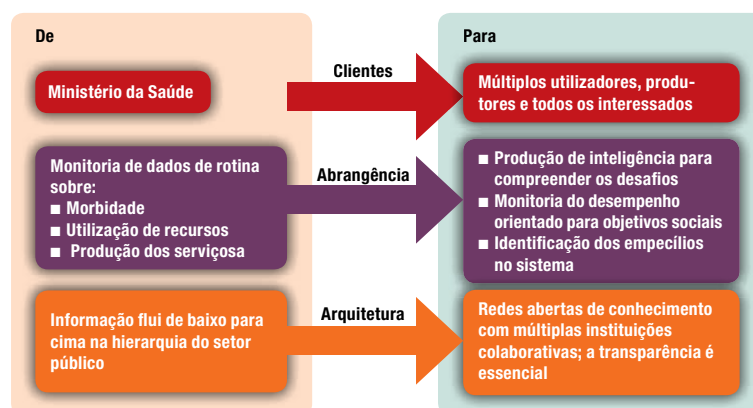 De
Para
Clientes
Ministério da Saúde
Múltiplos utilizadores, produ-
tores e todos os interessados
Abrangência
Monitoria de dados de rotina
sobre:
■ Morbidade
■ Utilização de recursos
■ Produção dos serviçosa
■ Produção de inteligência para
compreender os desafios
■ Monitoria do desempenho
orientado para objetivos sociais
■ Identificação dos empecílios
no sistema
Arquitetura
Informação flui de baixo para
cima na hierarquia do setor
público
Redes abertas de conhecimento
com múltiplas instituições
colaborativas; a transparência é
essencial